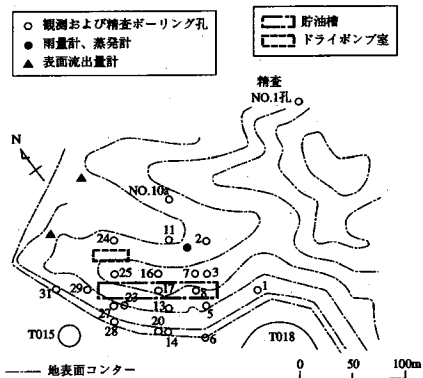 ○ 観測および精査ボーリング孔
● 雨量計、蒸発計
▲ 表面流出量計
貯油槽
ドライポンプ室
精査
NO.1孔
N
NO.10a
11
2
24
25
16
7
3
31
29
17
8
1
23
27
13
5
28
20
14
6
T015
T018
地表面コンター
0 50 100m